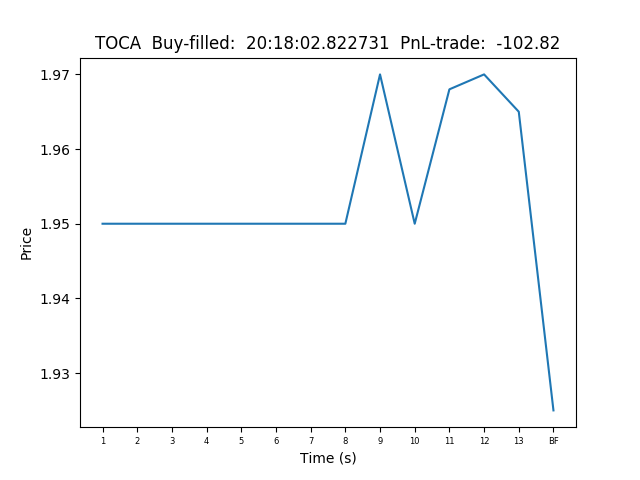 TOCA  Buy-filled:  20:18:02.822731  PnL-trade:  -102.82
1.97
1.96
1.95
1.94
1.93
Price
1 2 3 4 5 6 7 8 9 10 11 12 13 BF
Time (s)